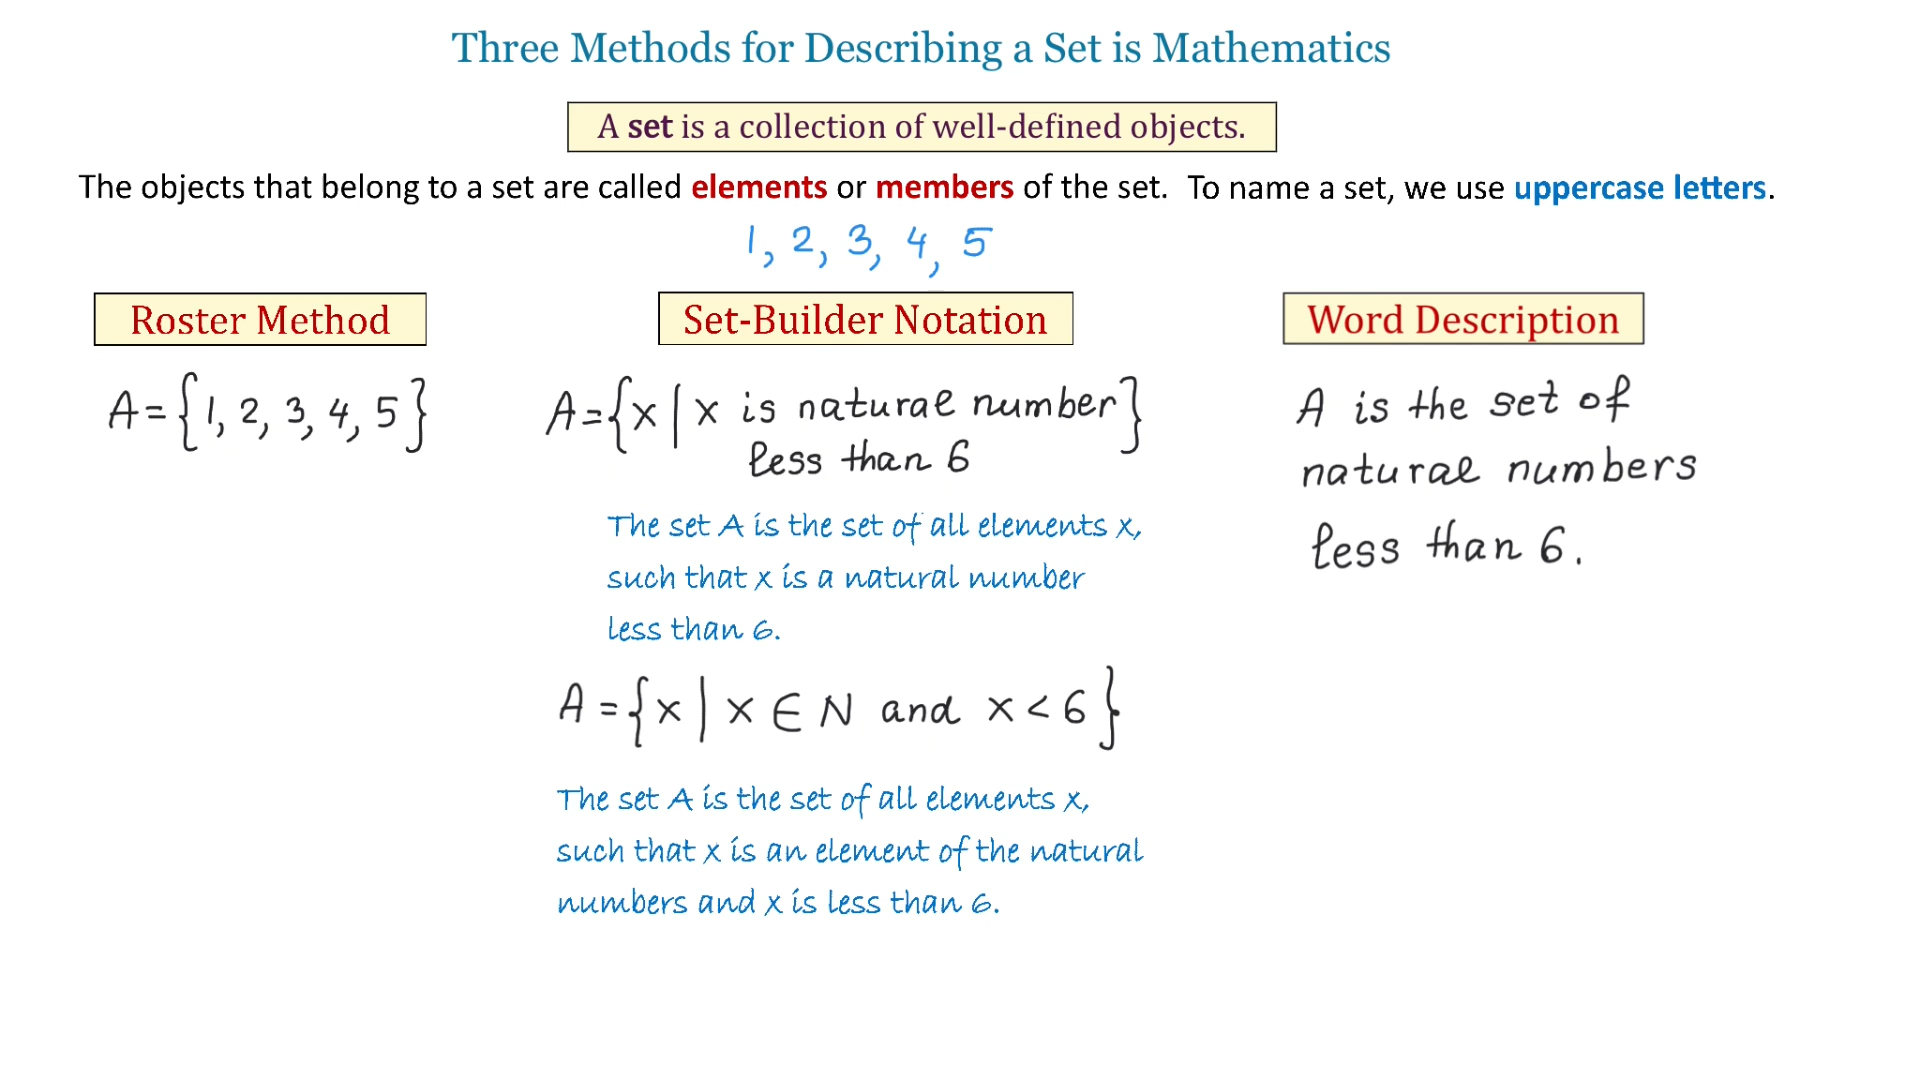 Three Methods for Describing a Set is Mathematics
A set is a collection of well-defined objects.
The objects that belong to a set are called elements or members of the set. To name a set, we use uppercase letters.
1, 2, 3, 4, 5
Roster Method
A={1, 2, 3, 4, 5}
Set-Builder Notation
A={x | x is natural number}
less than 6
The set A is the set of all elements x,
such that x is a natural number
less than 6.
A={x | x ∈ N and x<6}
The set A is the set of all elements x,
such that x is an element of the natural
numbers and x is less than 6.
Word Description
A is the set of
natural numbers
less than 6.